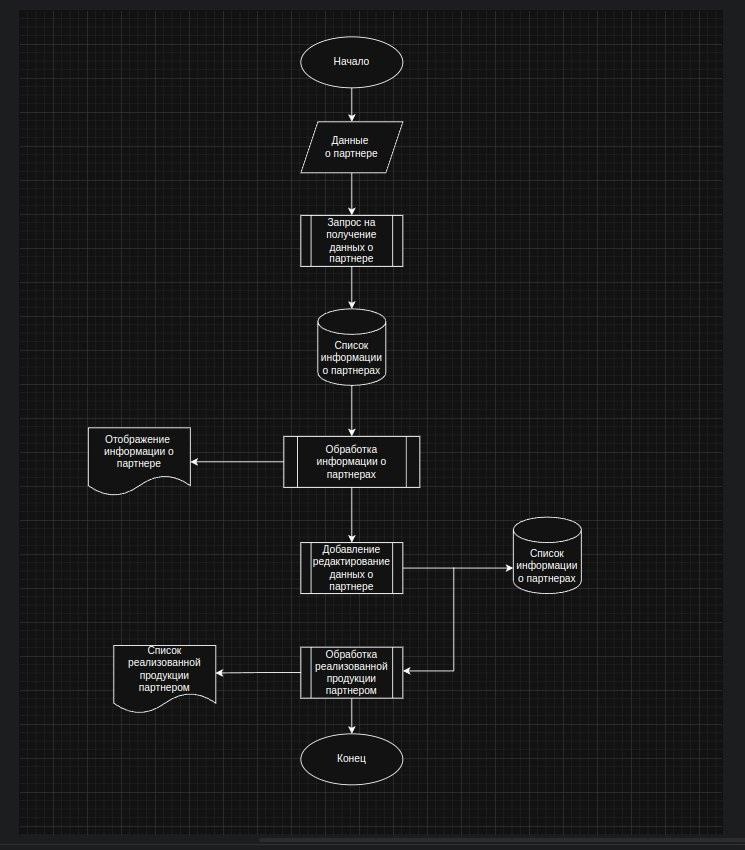 Начало
Данные
о партнере
Запрос на
получение
данных о
партнере
Список
информации
о партнерах
Отображение
информации о
партнере
Обработка
информации о
партнерах
Добавление
редактирование
данных о
партнере
Список
информации
о партнерах
Список
реализованной
продукции
партнером
Обработка
реализованной
продукции
партнером
Конец